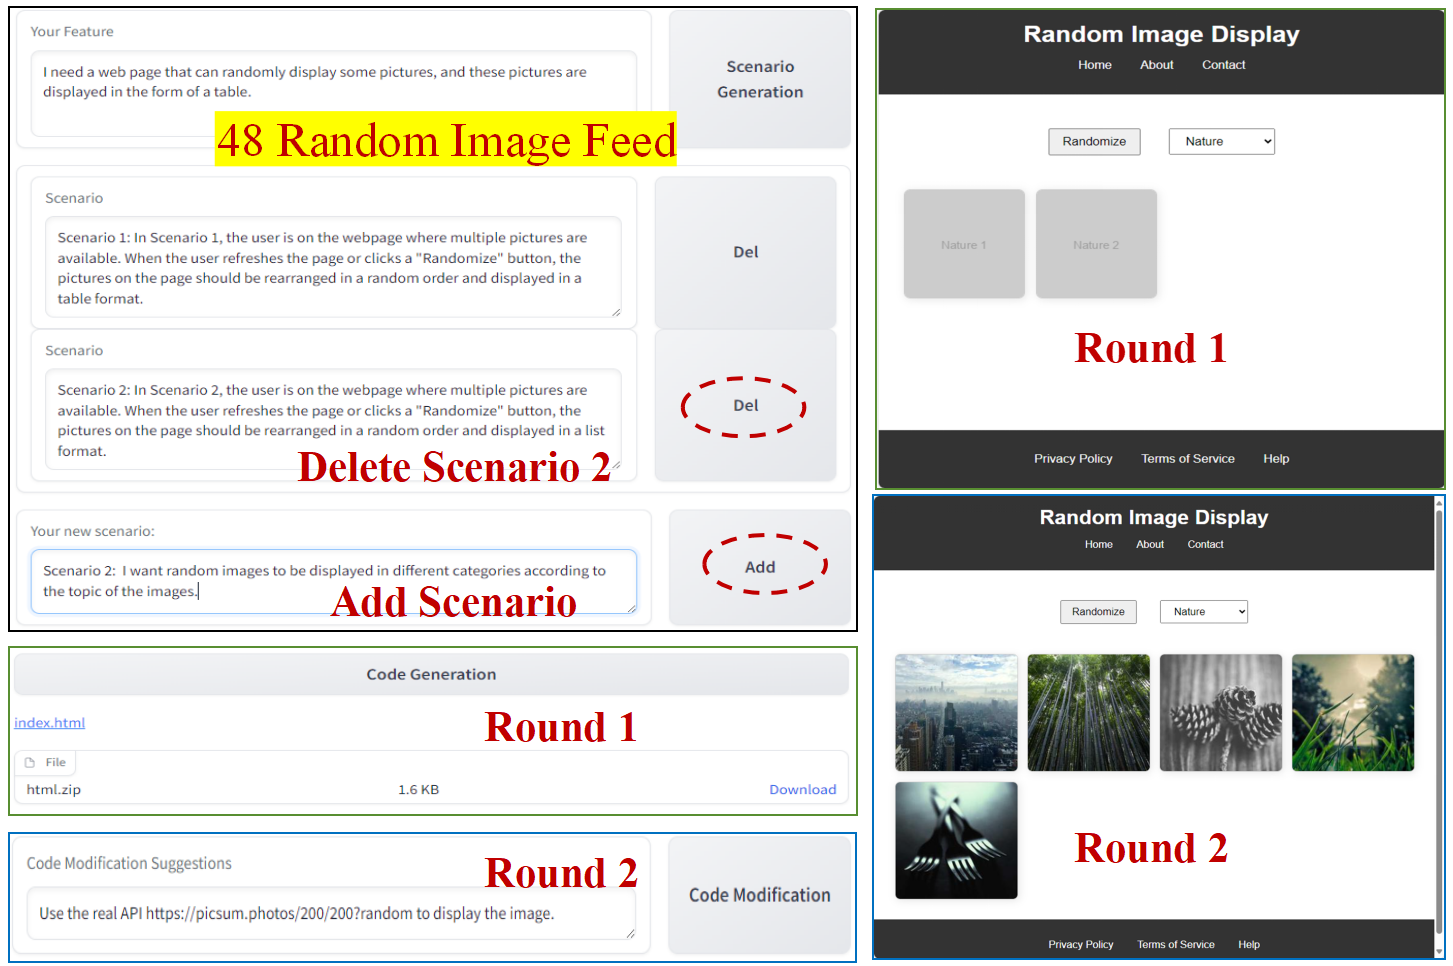 Your Feature
I need a web page that can randomly display some pictures, and these pictures are
displayed in the form of a table.
Scenario
Generation
48 Random Image Feed
Scenario
Scenario 1: In Scenario 1, the user is on the webpage where multiple pictures are
available. When the user refreshes the page or clicks a "Randomize" button, the
pictures on the page should be rearranged in a random order and displayed in a
table format.
Del
Scenario
Scenario 2: In Scenario 2, the user is on the webpage where multiple pictures are
available. When the user refreshes the page or clicks a "Randomize" button, the
pictures on the page should be rearranged in a random order and displayed in a list
format.
Del
Delete Scenario 2
Your new scenario:
Scenario 2:  I want random images to be displayed in different categories according to
the topic of the images.
Add
Add Scenario
Code Generation
index.html
Round 1
File
html.zip
1.6 KB
Download
Code Modification Suggestions
Round 2
Use the real API https://picsum.photos/200/200?random to display the image.
Code Modification
Random Image Display
Home
About
Contact
Randomize
Nature
Nature 1
Nature 2
Round 1
Privacy Policy
Terms of Service
Help
Random Image Display
Home
About
Contact
Randomize
Nature
Round 2
Privacy Policy
Terms of Service
Help